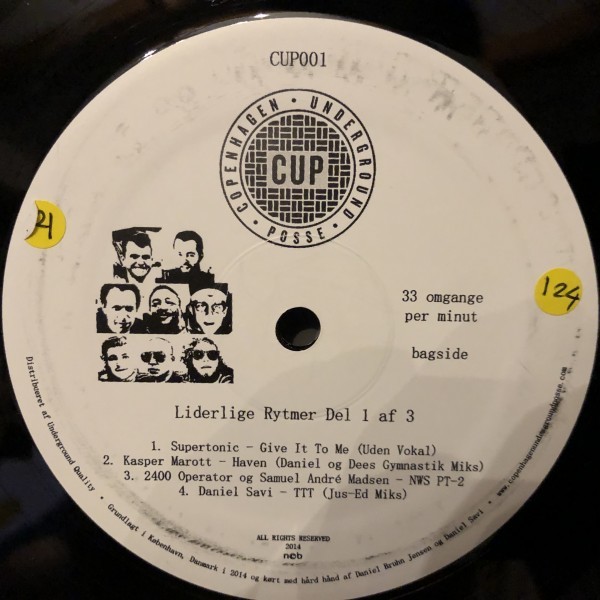 CUP001
COPENHAGEN • UNDERGROUND • POSSE •
CUP
21
124
33 omgange
per minut
bagside
Liderlige Rytmer Del 1 af 3
1. Supertonic - Give It To Me (Uden Vokal)
2. Kasper Marott - Haven (Daniel og Dees Gymnastik Miks)
3. 2400 Operator og Samuel André Madsen - NWS PT-2
4. Daniel Savi - TTT (Jus-Ed Miks)
ALL RIGHTS RESERVED
2014
ncb
Distribueret af Underground Quality • Grundlagt i København, Danmark i 2014 og kørt med hård hånd af Daniel Bruhn Jensen og Daniel Savi • www.copenhagenundergroundposse.com